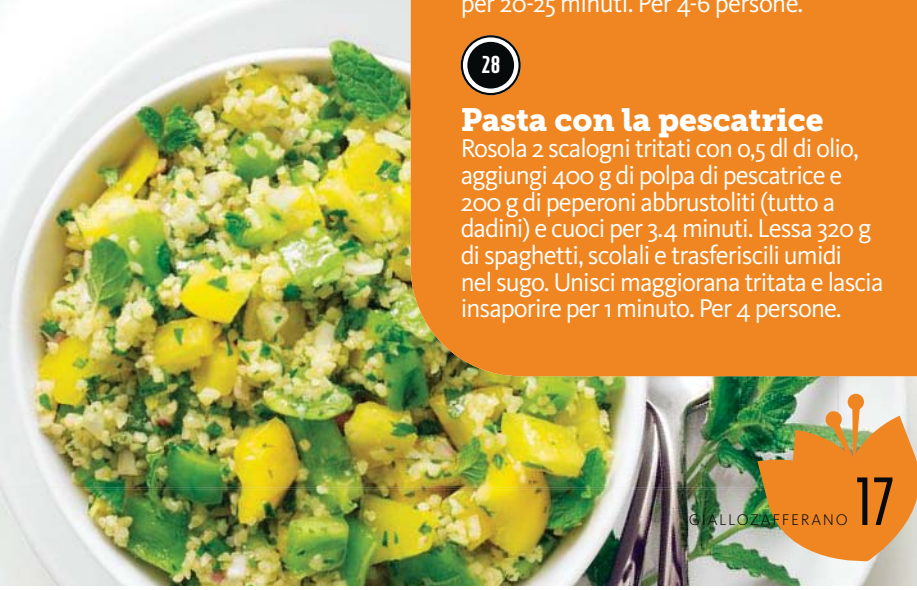 per 20-25 minuti. Per 4-6 persone.
28
Pasta con la pescatrice
Rosola 2 scalogni tritati con 0,5 dl di olio,
aggiungi 400 g di polpa di pescatrice e
200 g di peperoni abbrustoliti (tutto a
dadini) e cuoci per 3.4 minuti. Lessa 320 g
di spaghetti, scolali e trasferiscili umidi
nel sugo. Unisci maggiorana tritata e lascia
insaporire per 1 minuto. Per 4 persone.
GIALLOZAFFERANO 17